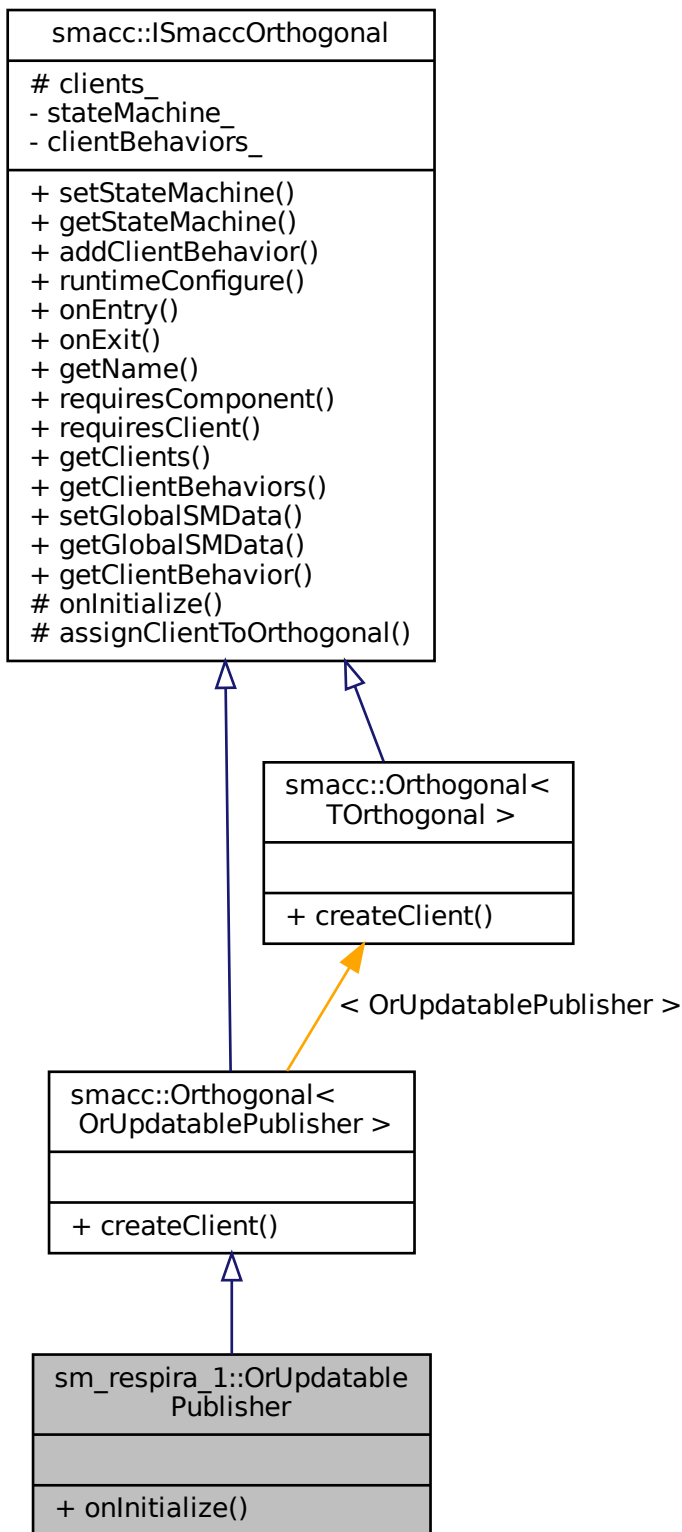 smacc::ISmaccOrthogonal
# clients_
- stateMachine_
- clientBehaviors_
+ setStateMachine()
+ getStateMachine()
+ addClientBehavior()
+ runtimeConfigure()
+ onEntry()
+ onExit()
+ getName()
+ requiresComponent()
+ requiresClient()
+ getClients()
+ getClientBehaviors()
+ setGlobalSMData()
+ getGlobalSMData()
+ getClientBehavior()
# onInitialize()
# assignClientToOrthogonal()
smacc::Orthogonal<
TOrthogonal >
+ createClient()
< OrUpdatablePublisher >
smacc::Orthogonal<
OrUpdatablePublisher >
+ createClient()
sm_respira_1::OrUpdatable
Publisher
+ onInitialize()